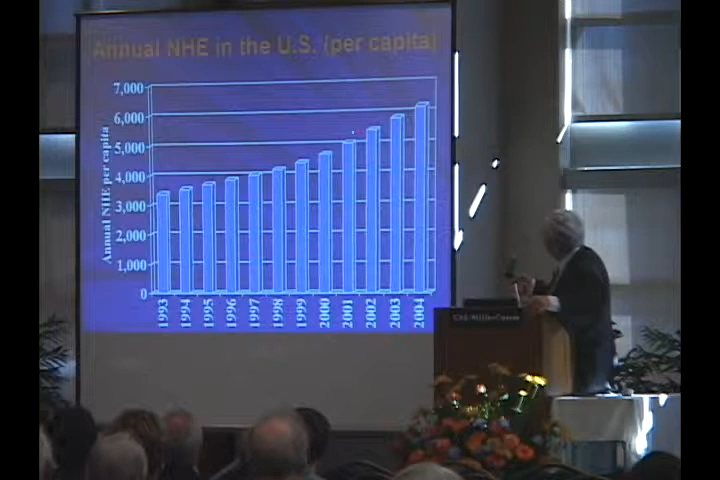 Annual NHE in the U.S. /per capita/
Annual NHE per capita
7,000
6,000
5,000
4,000
3,000
2,000
1,000
0
1993 1994 1995 1996 1997 1998 1999 2000 2001 2002 2003 2004